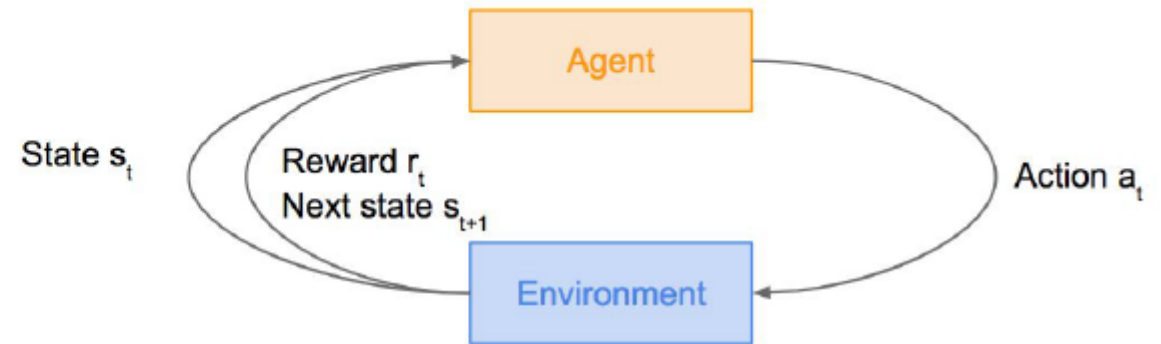 Agent
State sₜ
Reward rₜ
Next state sₜ₊₁
Action aₜ
Environment